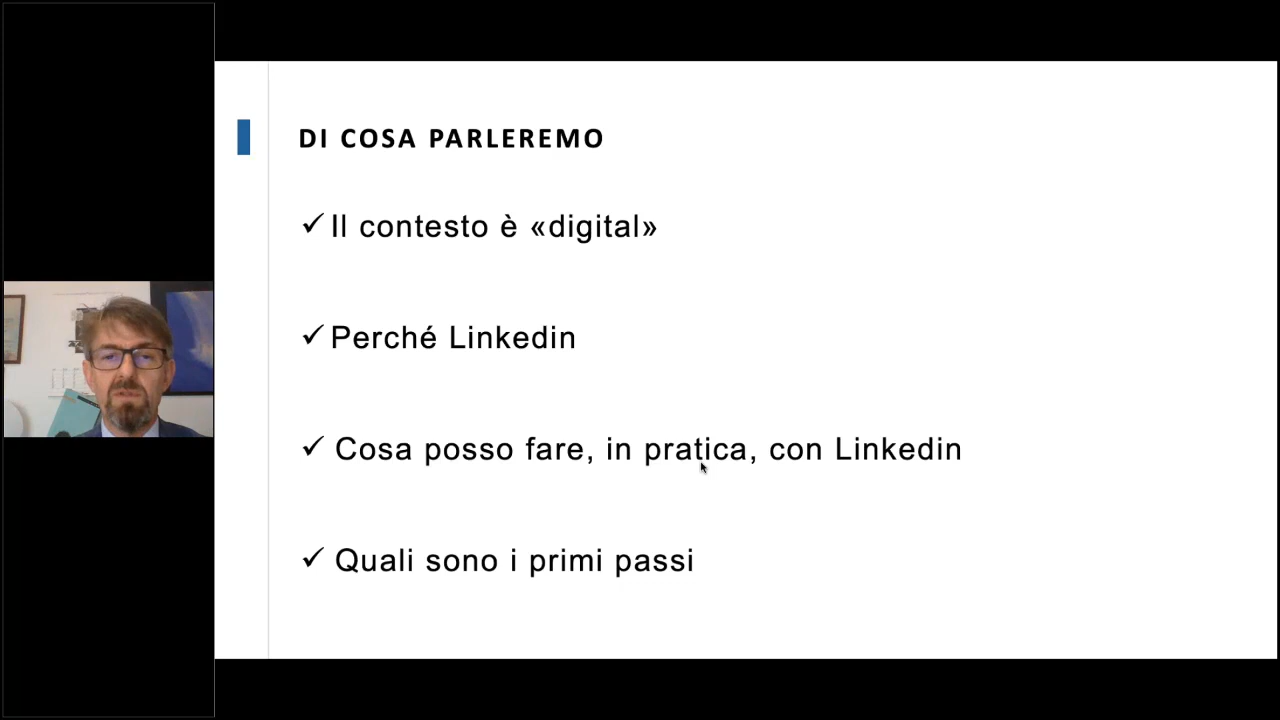 DI COSA PARLEREMO
✓ Il contesto è «digital»
✓ Perché Linkedin
✓ Cosa posso fare, in pratica, con Linkedin
✓ Quali sono i primi passi